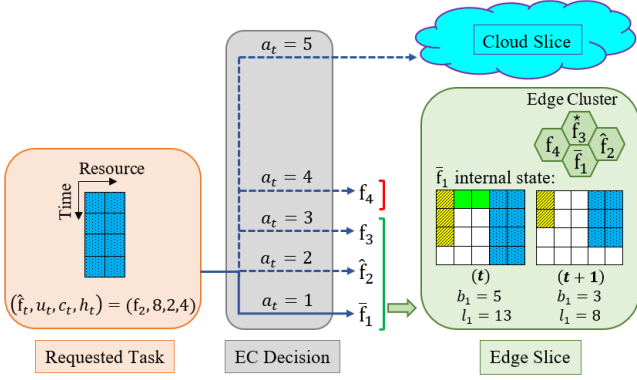 a_t = 5
Cloud Slice
Edge Cluster
f_4
f̂_3^⋆
f̂_2
f̄_1
Resource
Time
a_t = 4
f_4
f̄_1 internal state:
a_t = 3
f_3
a_t = 2
f̂_2
(t)
(t + 1)
(f̂_t, u_t, c_t, h_t) = (f_2, 8,2,4)
a_t = 1
f̄_1
b_1 = 5
b_1 = 3
l_1 = 13
l_1 = 8
Requested Task
EC Decision
Edge Slice